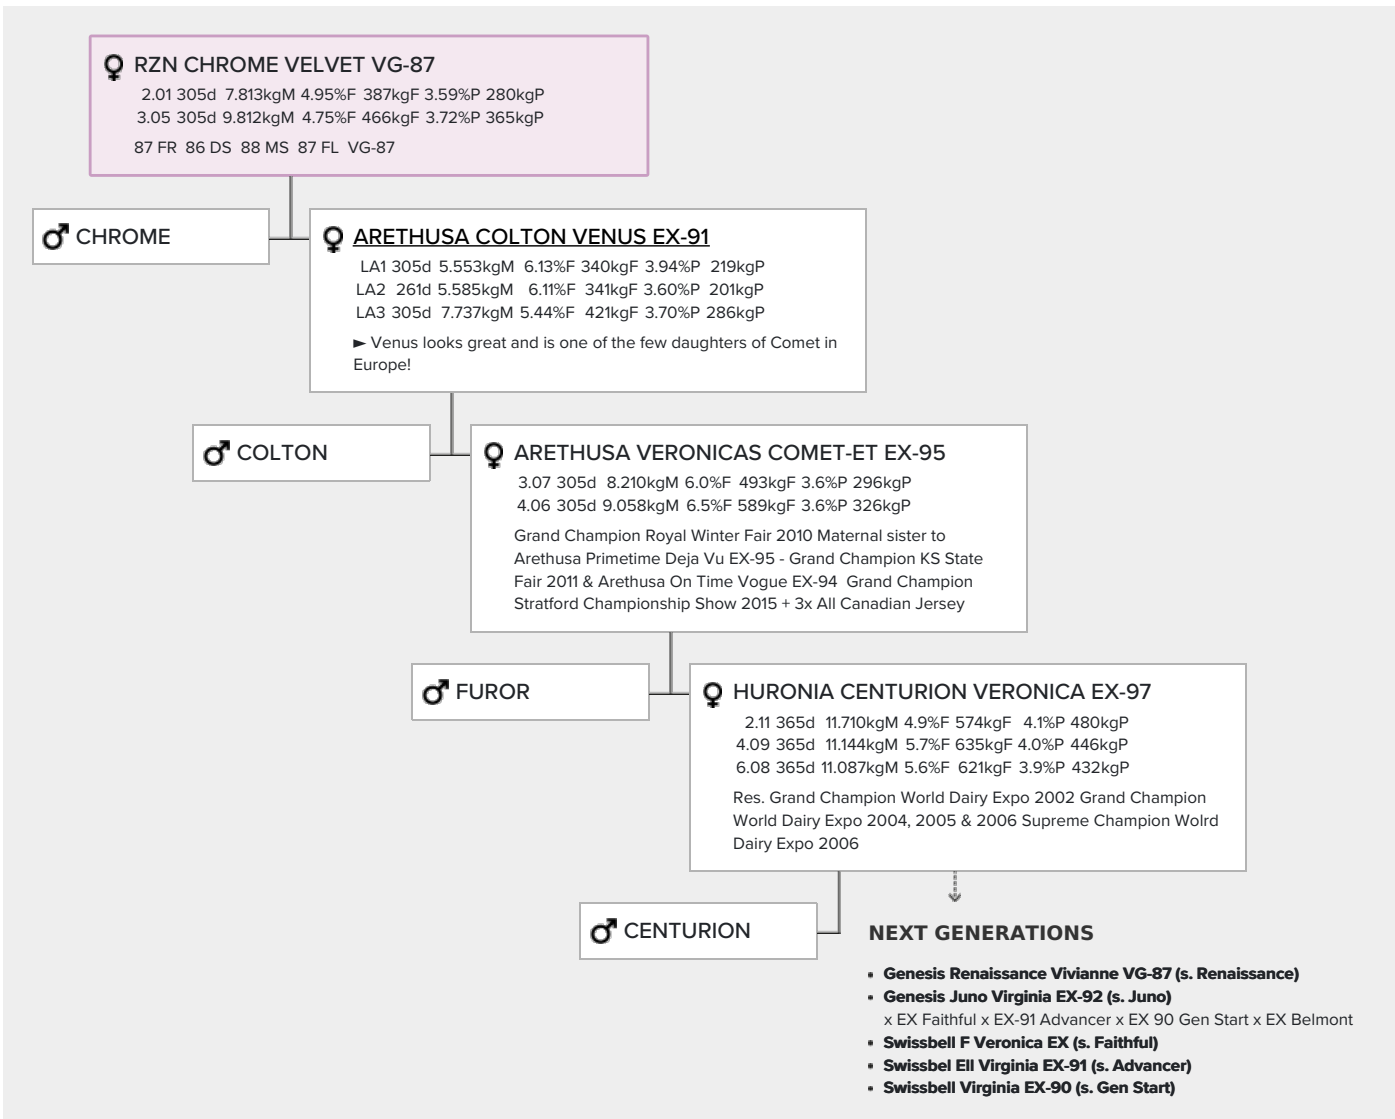 RZN CHROME VELVET VG-87
2.01 305d 7.813kgM 4.95%F 387kgF 3.59%P 280kgP
3.05 305d 9.812kgM 4.75%F 466kgF 3.72%P 365kgP
87 FR 86 DS 88 MS 87 FL VG-87
CHROME
ARETHUSA COLTON VENUS EX-91
LA1 305d 5.553kgM 6.13%F 340kgF 3.94%P 219kgP
LA2 261d 5.585kgM 6.11%F 341kgF 3.60%P 201kgP
LA3 305d 7.737kgM 5.44%F 421kgF 3.70%P 286kgP
► Venus looks great and is one of the few daughters of Comet in
Europe!
COLTON
ARETHUSA VERONICAS COMET-ET EX-95
3.07 305d 8.210kgM 6.0%F 493kgF 3.6%P 296kgP
4.06 305d 9.058kgM 6.5%F 589kgF 3.6%P 326kgP
Grand Champion Royal Winter Fair 2010 Maternal sister to
Arethusa Primetime Deja Vu EX-95 - Grand Champion KS State
Fair 2011 & Arethusa On Time Vogue EX-94 Grand Champion
Stratford Championship Show 2015 + 3x All Canadian Jersey
FUROR
HURONIA CENTURION VERONICA EX-97
2.11 365d 11.710kgM 4.9%F 574kgF 4.1%P 480kgP
4.09 365d 11.144kgM 5.7%F 635kgF 4.0%P 446kgP
6.08 365d 11.087kgM 5.6%F 621kgF 3.9%P 432kgP
Res. Grand Champion World Dairy Expo 2002 Grand Champion
World Dairy Expo 2004, 2005 & 2006 Supreme Champion Wolrd
Dairy Expo 2006
CENTURION
NEXT GENERATIONS
• Genesis Renaissance Vivianne VG-87 (s. Renaissance)
• Genesis Juno Virginia EX-92 (s. Juno)
x EX Faithful x EX-91 Advancer x EX 90 Gen Start x EX Belmont
• Swissbell F Veronica EX (s. Faithful)
• Swissbel Ell Virginia EX-91 (s. Advancer)
• Swissbell Virginia EX-90 (s. Gen Start)